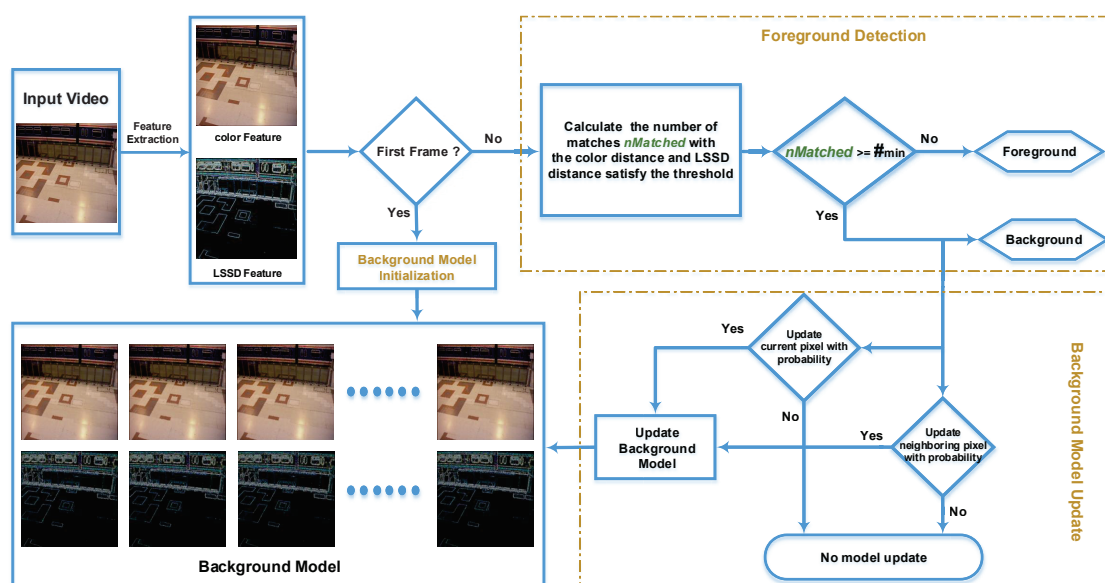 Input Video
Feature
Extraction
color Feature
LSSD Feature
First Frame ?
No
Yes
Background Model
Initialization
Foreground Detection
Calculate the number of
matches nMatched with
the color distance and LSSD
distance satisfy the threshold
nMatched >= #min
No
Foreground
Yes
Background
Background Model Update
Update
current pixel with
probability
Yes
No
Update
neighboring pixel
with probability
Yes
No
Update
Background
Model
No model update
Background Model